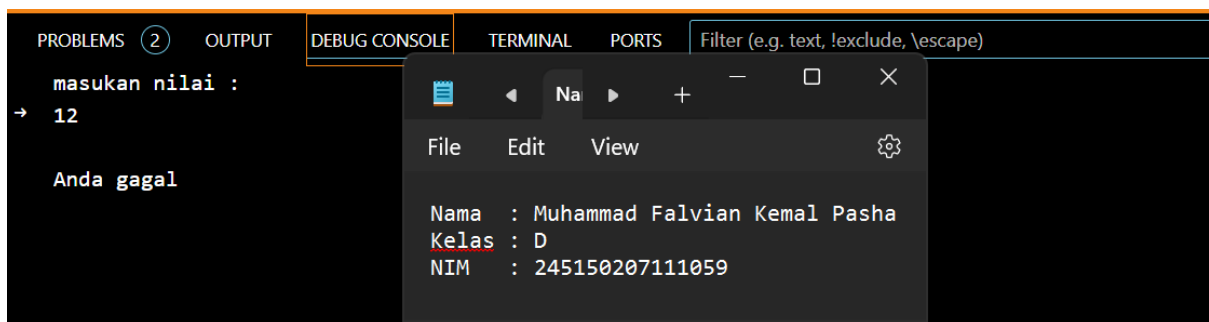 PROBLEMS 2 OUTPUT DEBUG CONSOLE TERMINAL PORTS Filter (e.g. text, !exclude, \escape)
masukan nilai :
→ 12
Anda gagal
Na
File Edit View
Nama : Muhammad Falvian Kemal Pasha
Kelas : D
NIM : 245150207111059